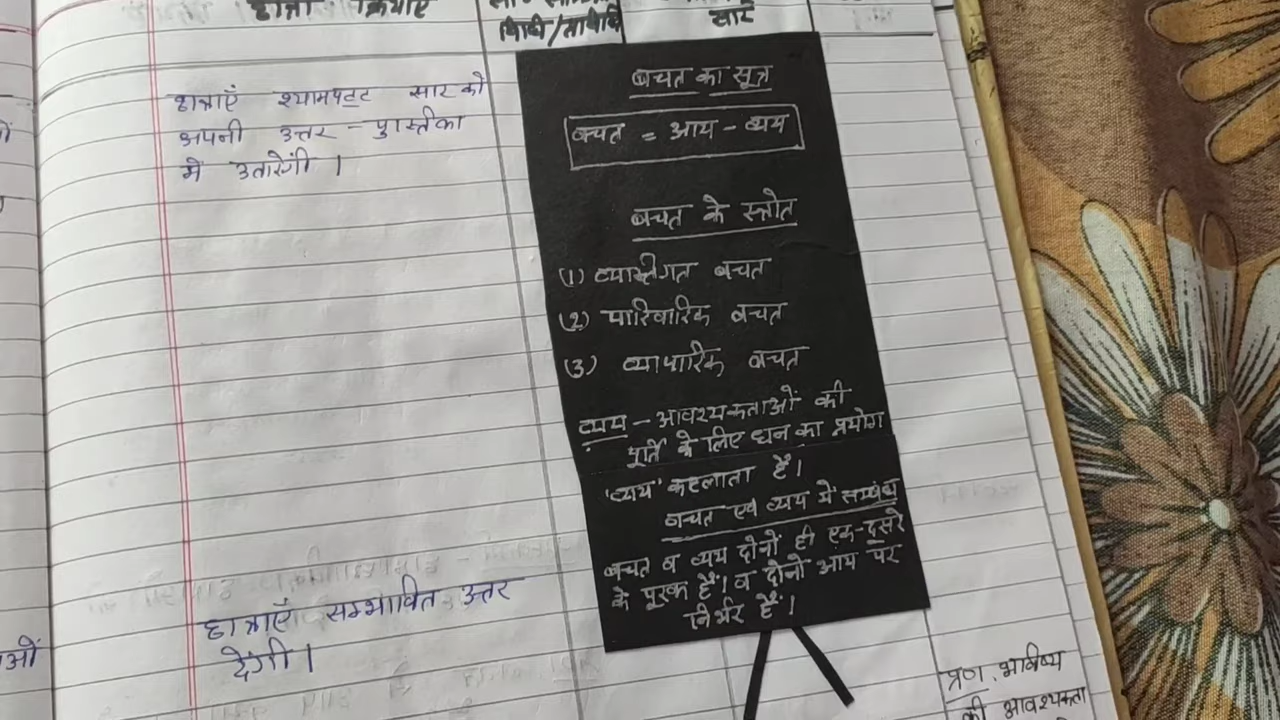 छात्रा क्रियाएँ
विधि/
सार
छात्राएँ श्यामपट्ट सार को
अपनी उत्तर - पुस्तीका
में उतारेंगी ।
बचत का सूत्र
बचत = आय - व्यय
बचत के स्त्रोत
(1) व्यक्तिगत बचत
(2) पारिवारिक बचत
(3) व्यापारिक बचत
व्यय - आवश्यकताओं की
पूर्ति के लिए धन का प्रयोग
'व्यय' कहलाता है।
बचत एवं व्यय में सम्बंध
बचत व व्यय दोनों ही एक-दूसरे
के पूरक हैं। व दोनों आय पर
निर्भर हैं।
छात्राएँ सम्भावित उत्तर
देंगी ।
प्र०1. भविष्य
की आवश्यकता